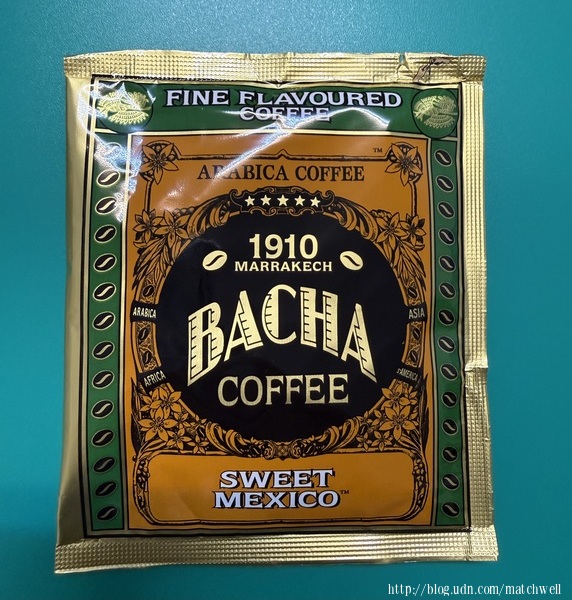 FINE FLAVOURED
COFFEE
™
ARABICA COFFEE
1910
MARRAKECH
ARABICA
ASIA
BACHA
AFRICA
AMERICA
COFFEE
SWEET
MEXICO™
http://blog.udn.com/matchwell